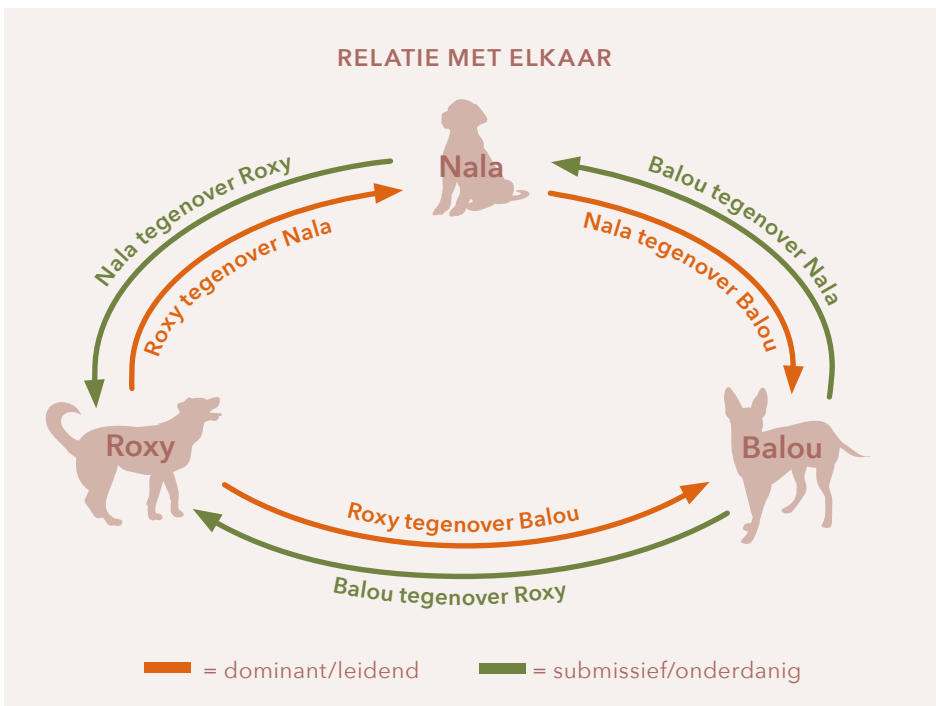 RELATIE MET ELKAAR
Nala
Nala tegenover Roxy
Roxy tegenover Nala
Balou tegenover Nala
Nala tegenover Balou
Roxy
Balou
Roxy tegenover Balou
Balou tegenover Roxy
= dominant/leidend
= submissief/onderdanig